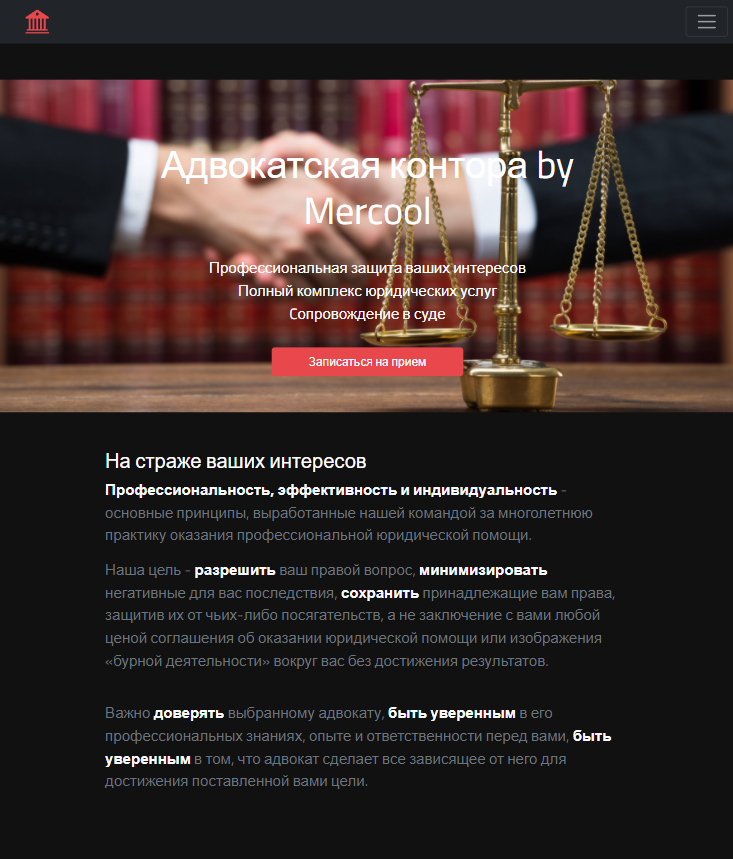 Адвокатская контора by
Mercool
Профессиональная защита ваших интересов
Полный комплекс юридических услуг
Сопровождение в суде
Записаться на прием
На страже ваших интересов
Профессиональность, эффективность и индивидуальность -
основные принципы, выработанные нашей командой за многолетнюю
практику оказания профессиональной юридической помощи.
Наша цель - разрешить ваш правой вопрос, минимизировать
негативные для вас последствия, сохранить принадлежащие вам права,
защитив их от чьих-либо посягательств, а не заключение с вами любой
ценой соглашения об оказании юридической помощи или изображения
«бурной деятельности» вокруг вас без достижения результатов.
Важно доверять выбранному адвокату, быть уверенным в его
профессиональных знаниях, опыте и ответственности перед вами, быть
уверенным в том, что адвокат сделает все зависящее от него для
достижения поставленной вами цели.